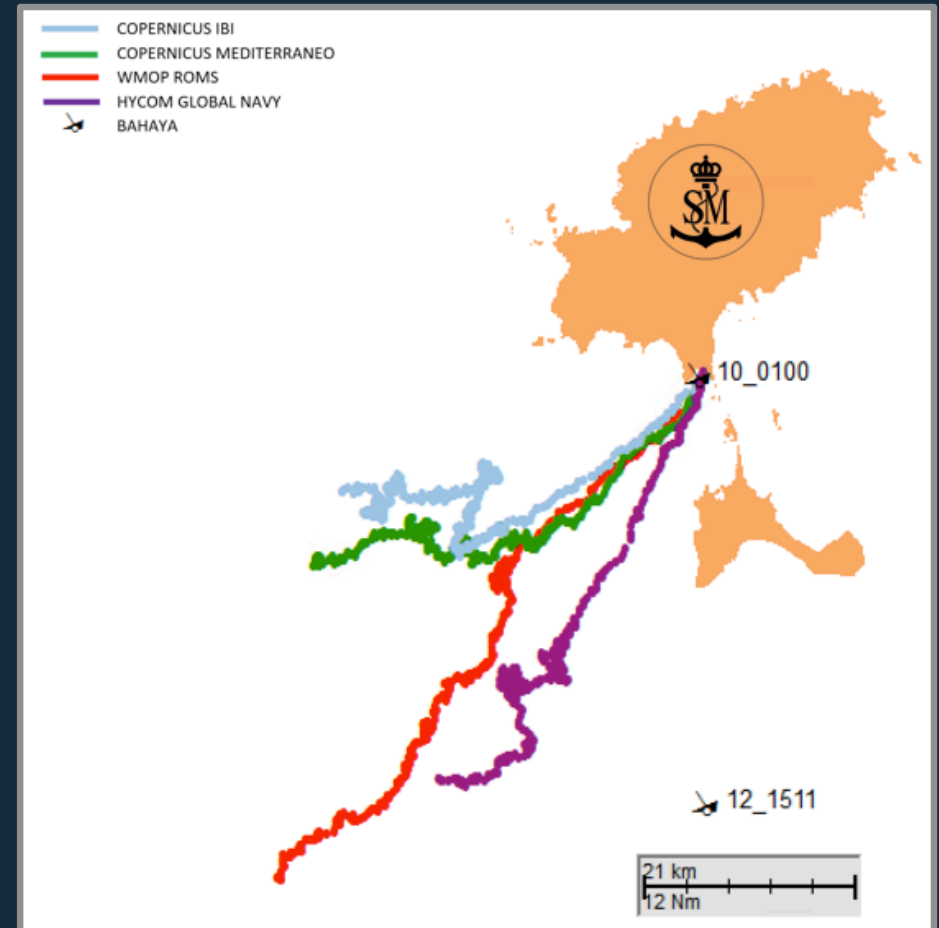 COPERNICUS IBI
COPERNICUS MEDITERRANEO
WMOP ROMS
HYCOM GLOBAL NAVY
BAHAYA
SM
10_0100
12_1511
21 km
12 Nm